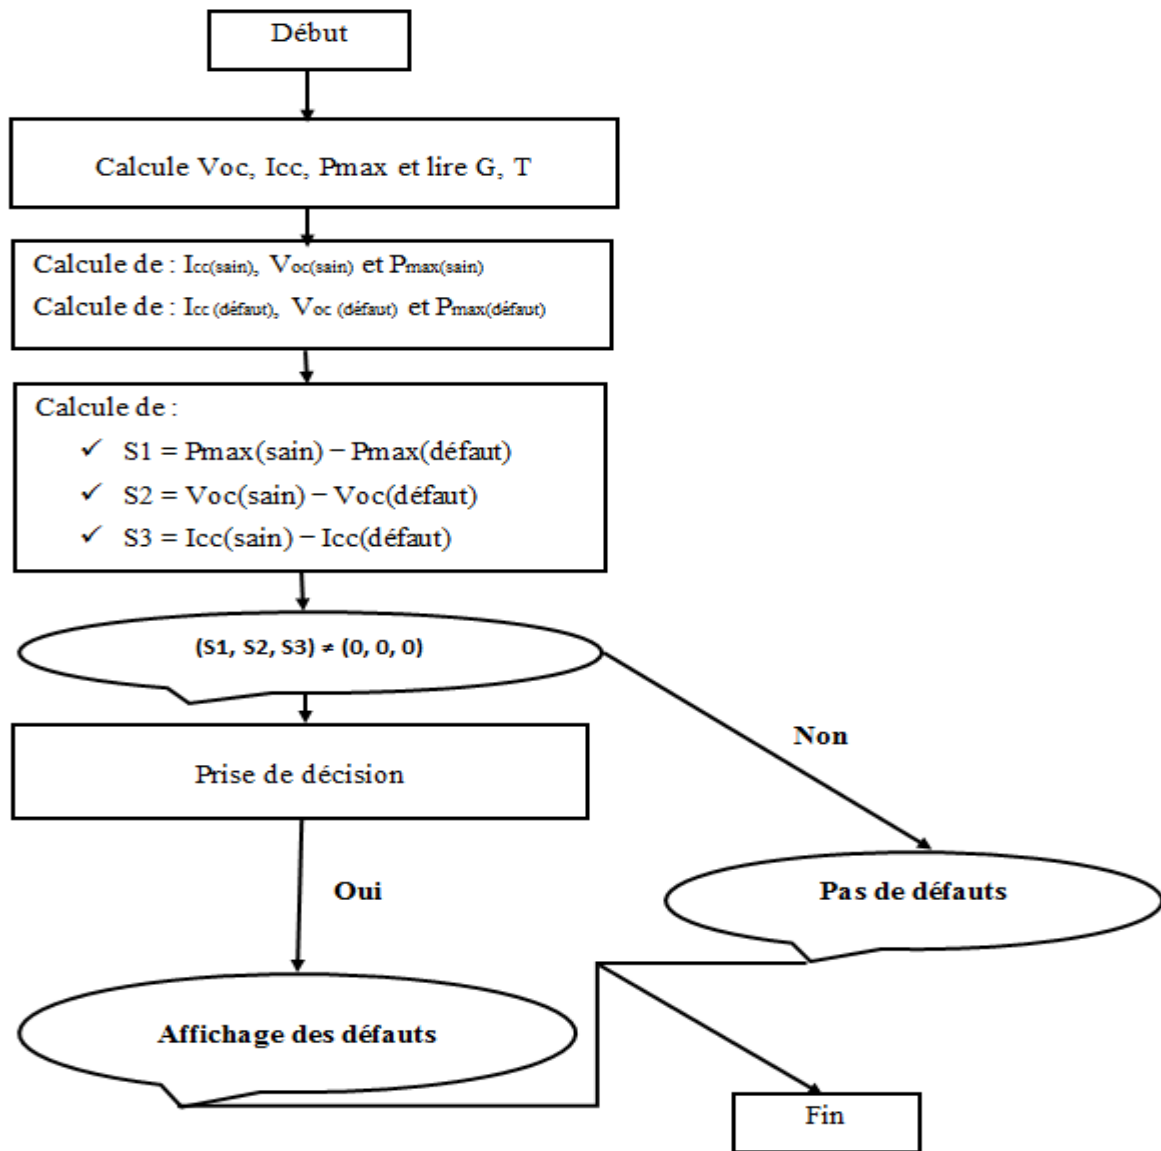 Début
Calcule Voc, Icc, Pmax et lire G, T
Calcule de : Icc(sain), Voc(sain) et Pmax(sain)
Calcule de : Icc (défaut), Voc (défaut) et Pmax(défaut)
Calcule de :
✓ S1 = Pmax(sain) − Pmax(défaut)
✓ S2 = Voc(sain) − Voc(défaut)
✓ S3 = Icc(sain) − Icc(défaut)
(S1, S2, S3) ≠ (0, 0, 0)
Non
Prise de décision
Oui
Pas de défauts
Affichage des défauts
Fin